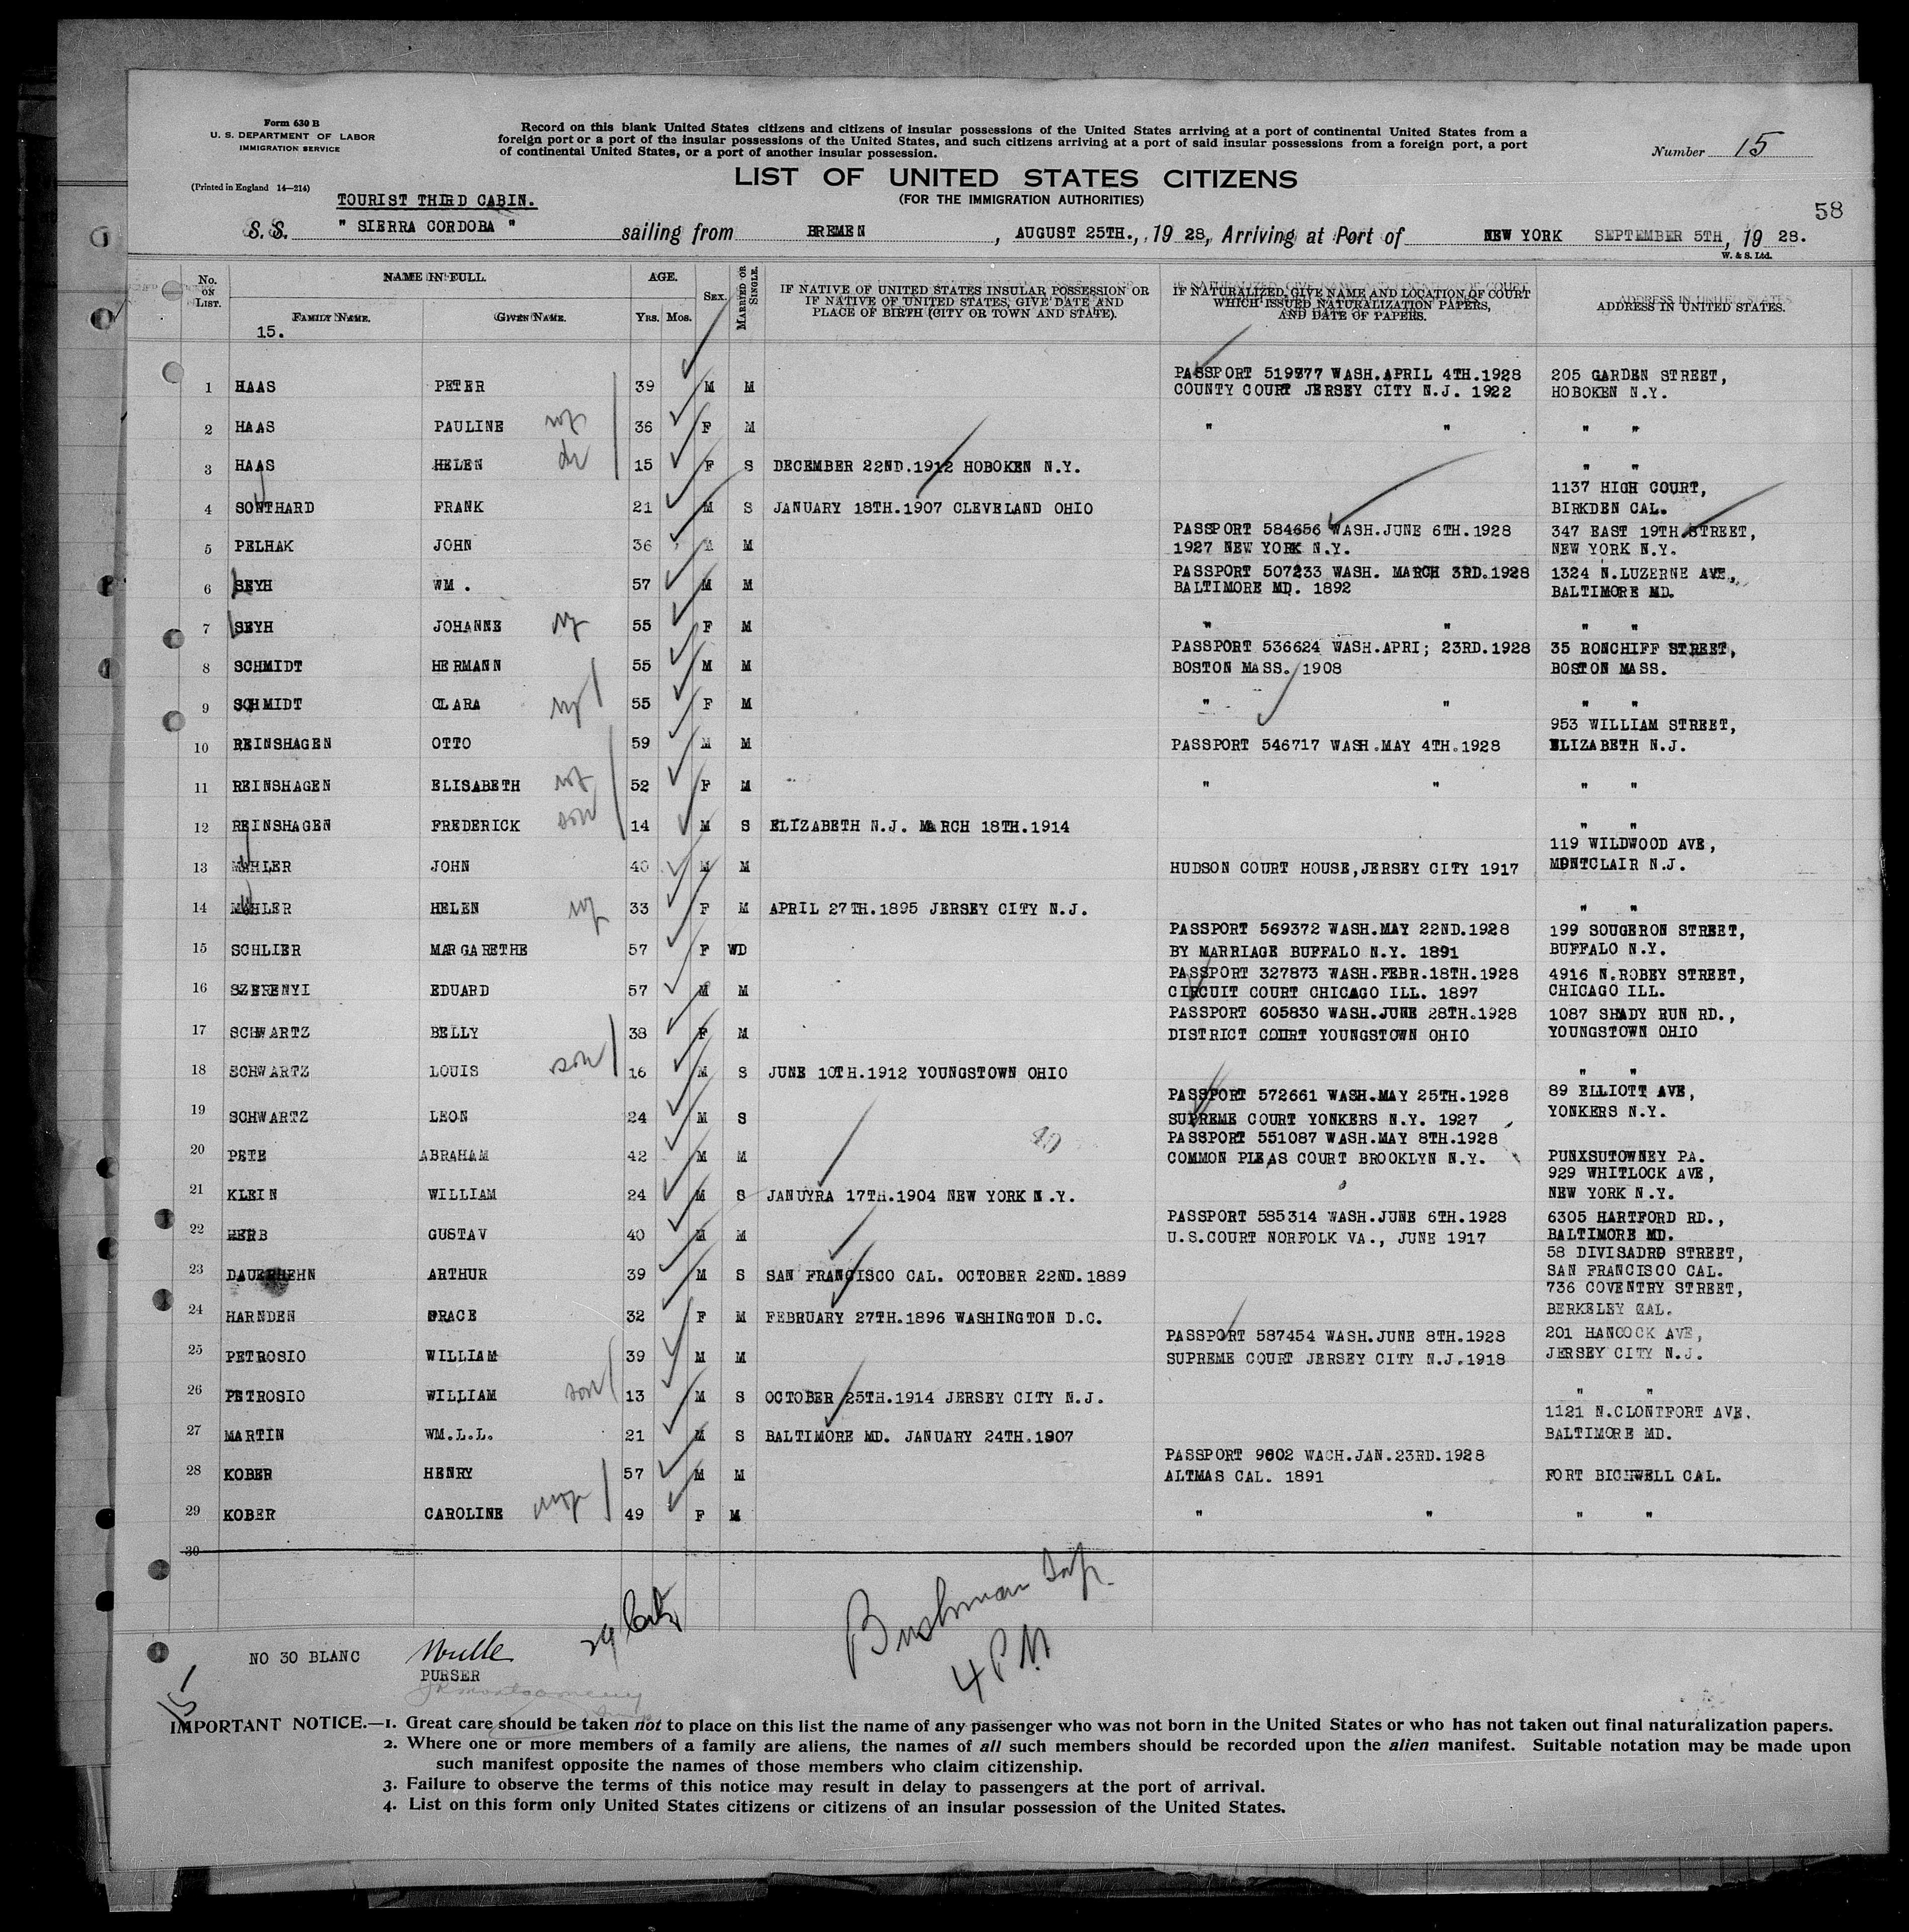 Form 630 B
U. S. DEPARTMENT OF LABOR
IMMIGRATION SERVICE
(Printed in England 14—214)
Record on this blank United States citizens and citizens of insular possessions of the United States arriving at a port of continental United States from a
foreign port or a port of the insular possessions of the United States, and such citizens arriving at a port of said insular possessions from a foreign port, a port
of continental United States, or a port of another insular possession.
Number 15
LIST OF UNITED STATES CITIZENS
(FOR THE IMMIGRATION AUTHORITIES)
58
TOURIST THIRD CABIN.
S. S. " SIERRA CORDOBA " sailing from BREMEN, AUGUST 25TH., 19 28, Arriving at Port of NEW YORK SEPTEMBER 5TH, 19 28.
W. & S. Ltd.
No. ON LIST. NAME IN FULL. AGE. SEX. MARRIED OR SINGLE. IF NATIVE OF UNITED STATES INSULAR POSSESSION OR IF NATIVE OF UNITED STATES, GIVE DATE AND PLACE OF BIRTH (CITY OR TOWN AND STATE). IF NATURALIZED, GIVE NAME AND LOCATION OF COURT WHICH ISSUED NATURALIZATION PAPERS, AND DATE OF PAPERS. ADDRESS IN UNITED STATES.
FAMILY NAME. GIVEN NAME. YRS. MOS.
15.
PASSPORT 519877 WASH.APRIL 4TH.1928 205 GARDEN STREET,
1 HAAS PETER 39 M M COUNTY COURT JERSEY CITY N.J. 1922 HOBOKEN N.Y.
2 HAAS PAULINE 36 F M " " " "
3 HAAS HELEN 15 F S DECEMBER 22ND.1912 HOBOKEN N.Y. " "
1137 HIGH COURT,
4 SOUTHARD FRANK 21 M S JANUARY 18TH.1907 CLEVELAND OHIO BIRKDEN CAL.
PASSPORT 584656 WASH.JUNE 6TH.1928 347 EAST 19TH.STREET,
5 PELHAK JOHN 36 M M 1927 NEW YORK N.Y. NEW YORK N.Y.
PASSPORT 507233 WASH. MARCH 3RD.1928 1324 N.LUZERNE AVE.,
6 SEYH WM . 57 M M BALTIMORE MD. 1892 BALTIMORE MD.
7 SEYH JOHANNE 55 F M " " " "
PASSPORT 536624 WASH.APRI; 23RD.1928 35 RONCHIFF STREET,
8 SCHMIDT HERMANN 55 M M BOSTON MASS. 1908 BOSTON MASS.
9 SCHMIDT CLARA 55 F M " " " "
953 WILLIAM STREET,
10 REINSHAGEN OTTO 59 M M PASSPORT 546717 WASH.MAY 4TH.1928 ELIZABETH N.J.
11 REINSHAGEN ELISABETH 52 F M " " " "
12 REINSHAGEN FREDERICK son 14 M S ELIZABETH N.J. MARCH 18TH.1914 " "
119 WILDWOOD AVE,
13 MAHLER JOHN 40 M M HUDSON COURT HOUSE,JERSEY CITY 1917 MONTCLAIR N.J.
14 MAHLER HELEN 33 F M APRIL 27TH.1895 JERSEY CITY N.J. " "
PASSPORT 569372 WASH.MAY 22ND.1928 199 SOUGERON STREET,
15 SCHLIER MARGARETHE 57 F WD BY MARRIAGE BUFFALO N.Y. 1891 BUFFALO N.Y.
PASSPORT 327873 WASH.FEBR.18TH.1928 4916 N.ROBEY STREET,
16 SZERENYI EDUARD 57 M M CIRCUIT COURT CHICAGO ILL. 1897 CHICAGO ILL.
PASSPORT 605830 WASH.JUNE 28TH.1928 1087 SHADY RUN RD.,
17 SCHWARTZ BELLY 38 F M DISTRICT COURT YOUNGSTOWN OHIO YOUNGSTOWN OHIO
18 SCHWARTZ LOUIS son 16 M S JUNE 10TH.1912 YOUNGSTOWN OHIO " "
PASSPORT 572661 WASH.MAY 25TH.1928 89 ELLIOTT AVE,
19 SCHWARTZ LEON 24 M S SUPREME COURT YONKERS N.Y. 1927 YONKERS N.Y.
PASSPORT 551087 WASH.MAY 8TH.1928
20 PETE ABRAHAM 42 M M COMMON PLEAS COURT BROOKLYN N.Y. PUNXSUTOWNEY PA.
929 WHITLOCK AVE,
21 KLEIN WILLIAM 24 M S JANUYRA 17TH.1904 NEW YORK N.Y. NEW YORK N.Y.
PASSPORT 585314 WASH.JUNE 6TH.1928 6305 HARTFORD RD.,
22 HERB GUSTAV 40 M M U.S.COURT NORFOLK VA., JUNE 1917 BALTIMORE MD.
58 DIVISADRO STREET,
23 DAUERHEHN ARTHUR 39 M S SAN FRANCISCO CAL. OCTOBER 22ND.1889 SAN FRANCISCO CAL.
736 COVENTRY STREET,
24 HARNDEN GRACE 32 F M FEBRUARY 27TH.1896 WASHINGTON D.C. BERKELEY CAL.
PASSPORT 587454 WASH.JUNE 8TH.1928 201 HANCOCK AVE,
25 PETROSIO WILLIAM 39 M M SUPREME COURT JERSEY CITY N.J.1918 JERSEY CITY N.J.
26 PETROSIO WILLIAM son 13 M S OCTOBER 25TH.1914 JERSEY CITY N.J. " "
1121 N.CLONTFORT AVE.
27 MARTIN WM.L.L. 21 M S BALTIMORE MD. JANUARY 24TH.1907 BALTIMORE MD.
PASSPORT 9602 WACH.JAN.23RD.1928
28 KOBER HENRY 57 M M ALTMAS CAL. 1891 FORT BICHWELL CAL.
29 KOBER CAROLINE 49 F M " " " "
30
Bushman Insp.
4 PM
NO 30 BLANC
PURSER
15-
IMPORTANT NOTICE.—1. Great care should be taken not to place on this list the name of any passenger who was not born in the United States or who has not taken out final naturalization papers.
2. Where one or more members of a family are aliens, the names of all such members should be recorded upon the alien manifest. Suitable notation may be made upon
such manifest opposite the names of those members who claim citizenship.
3. Failure to observe the terms of this notice may result in delay to passengers at the port of arrival.
4. List on this form only United States citizens or citizens of an insular possession of the United States.